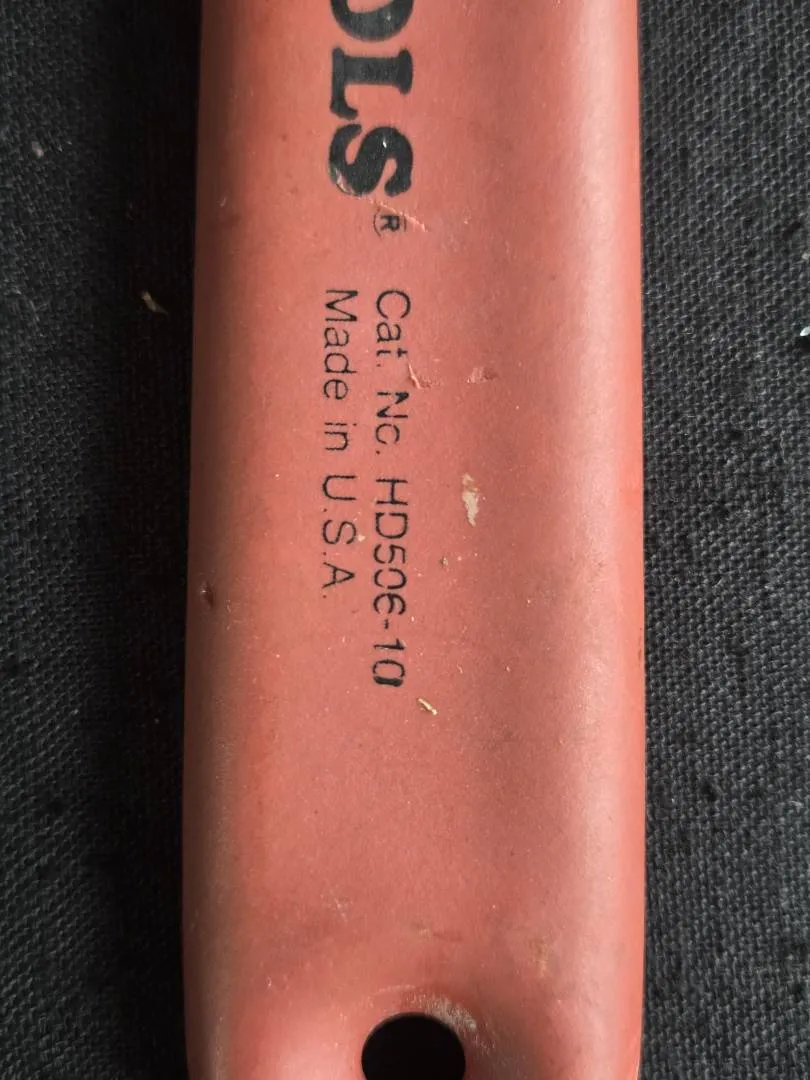 OLS®
Cat. No. HD506-10
Made in U.S.A.